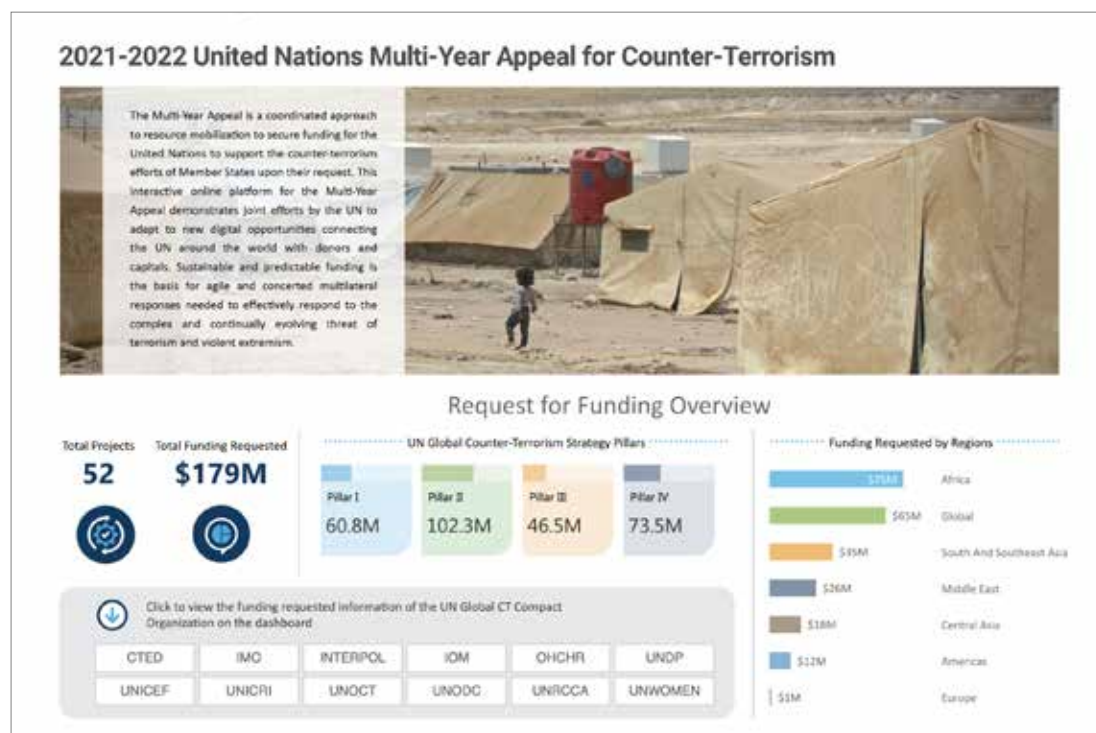 2021-2022 United Nations Multi-Year Appeal for Counter-Terrorism
The Multi-Year Appeal is a coordinated approach
to resource mobilization to secure funding for the
United Nations to support the counter-terrorism
efforts of Member States upon their request. This
interactive online platform for the Multi-Year
Appeal demonstrates joint efforts by the UN to
adapt to new digital opportunities connecting
the UN around the world with donors and
capitals. Sustainable and predictable funding is
the basis for agile and concerted multilateral
responses needed to effectively respond to the
complex and continually evolving threat of
terrorism and violent extremism.
Request for Funding Overview
Total Projects
52
Total Funding Requested
$179M
UN Global Counter-Terrorism Strategy Pillars
Pillar I
60.8M
Pillar II
102.3M
Pillar III
46.5M
Pillar IV
73.5M
Click to view the funding requested information of the UN Global CT Compact
Organization on the dashboard
CTED IMO INTERPOL IOM OHCHR UNDP
UNICEF UNICRI UNOCT UNODC UNRCCA UNWOMEN
Funding Requested by Regions
Africa
$65M Global
$35M South And Southeast Asia
$26M Middle East
$18M Central Asia
$12M Americas
$1M Europe